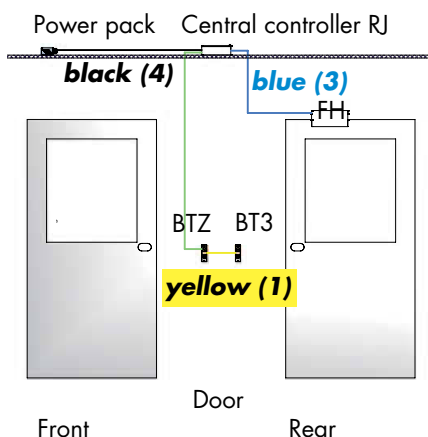 Power pack Central controller RJ
black (4)
blue (3)
FH
BTZ BT3
yellow (1)
Door
Front Rear